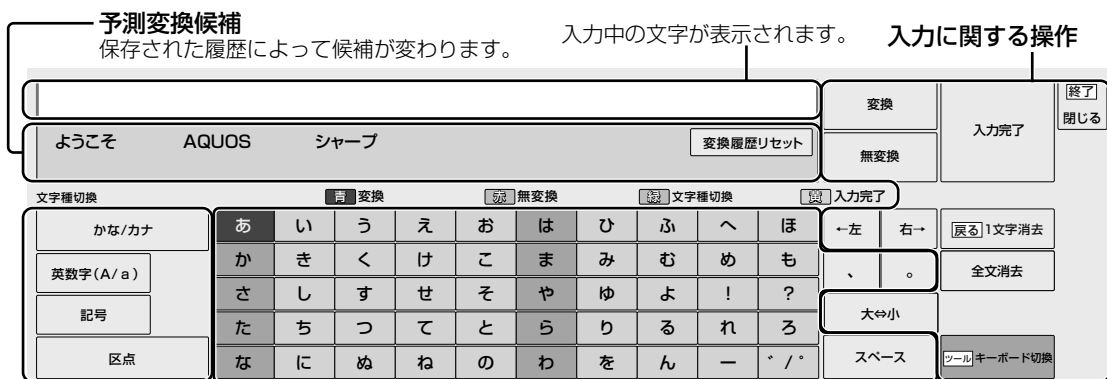 予測変換候補
保存された履歴によって候補が変わります。
入力中の文字が表示されます。
入力に関する操作
変換
無変換
入力完了
終了
閉じる
ようこそ AQUOS シャープ 変換履歴リセット
文字種切換 青 変換 赤 無変換 緑 文字種切換 黄 入力完了
かな/カナ
英数字(A/a)
記号
区点
あ い う え お は ひ ふ へ ほ
か き く け こ ま み む め も
さ し す せ そ や ゆ よ ! ?
た ち つ て と ら り る れ ろ
な に ぬ ね の わ を ん ー ゛/゜
←左 右→
、 。
大⇔小
スペース
戻る 1文字消去
全文消去
ツール キーボード切換